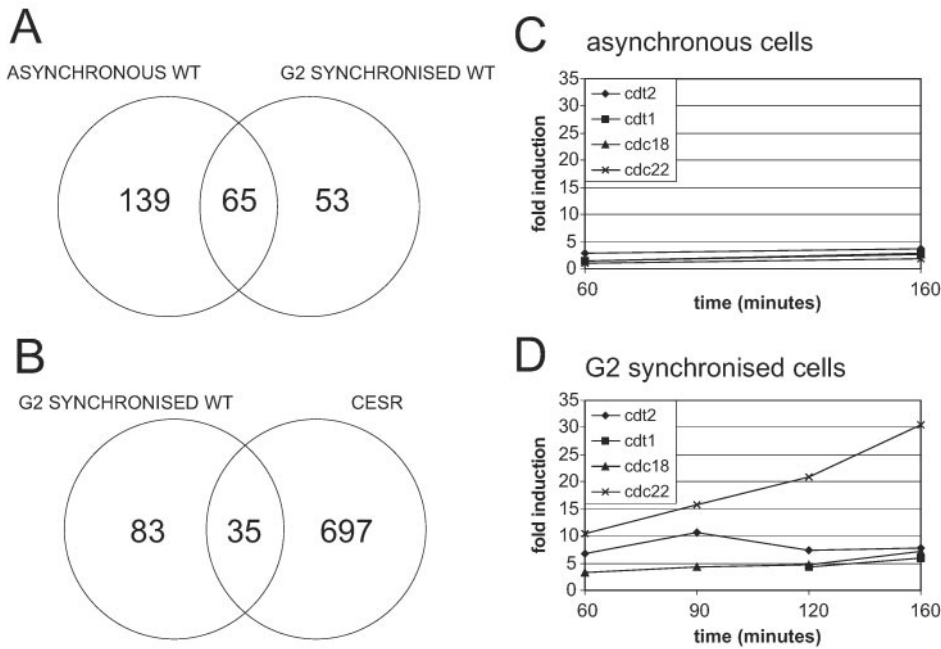 A
ASYNCHRONOUS WT
G2 SYNCHRONISED WT
139
65
53
B
G2 SYNCHRONISED WT
CESR
83
35
697
C
asynchronous cells
fold induction
35
30
25
20
15
10
5
0
cdt2
cdt1
cdc18
cdc22
60
160
time (minutes)
D
G2 synchronised cells
fold induction
35
30
25
20
15
10
5
0
cdt2
cdt1
cdc18
cdc22
60
90
120
160
time (minutes)